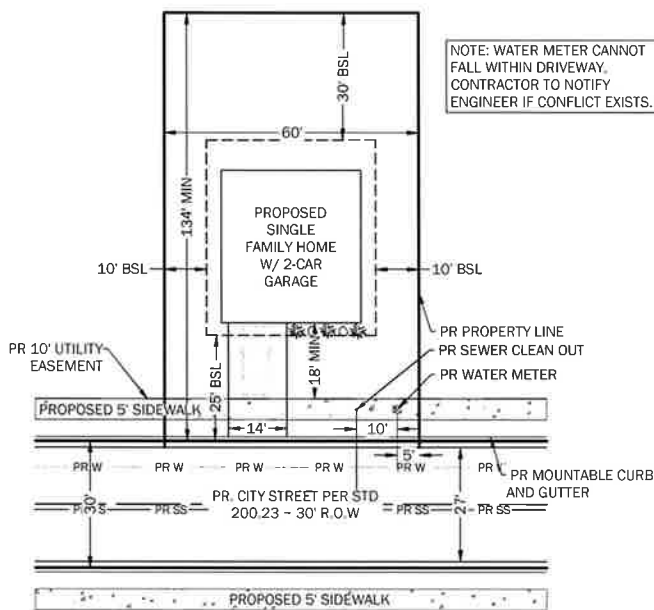 NOTE: WATER METER CANNOT
FALL WITHIN DRIVEWAY,
CONTRACTOR TO NOTIFY
ENGINEER IF CONFLICT EXISTS.
30' BSL
60'
134' MIN
PROPOSED
SINGLE
FAMILY HOME
W/ 2-CAR
GARAGE
10' BSL
10' BSL
PR PROPERTY LINE
PR SEWER CLEAN OUT
PR WATER METER
PR 10' UTILITY
EASEMENT
25' BSL
18' MIN
PROPOSED 5' SIDEWALK
14'
10'
5'
PR W PR W PR W PR W PR W PR
PR MOUNTABLE CURB
AND GUTTER
30'
27'
PR. CITY STREET PER STD
200.23 ~ 30' R.O.W
PR SS PR SS PR SS
PROPOSED 5' SIDEWALK